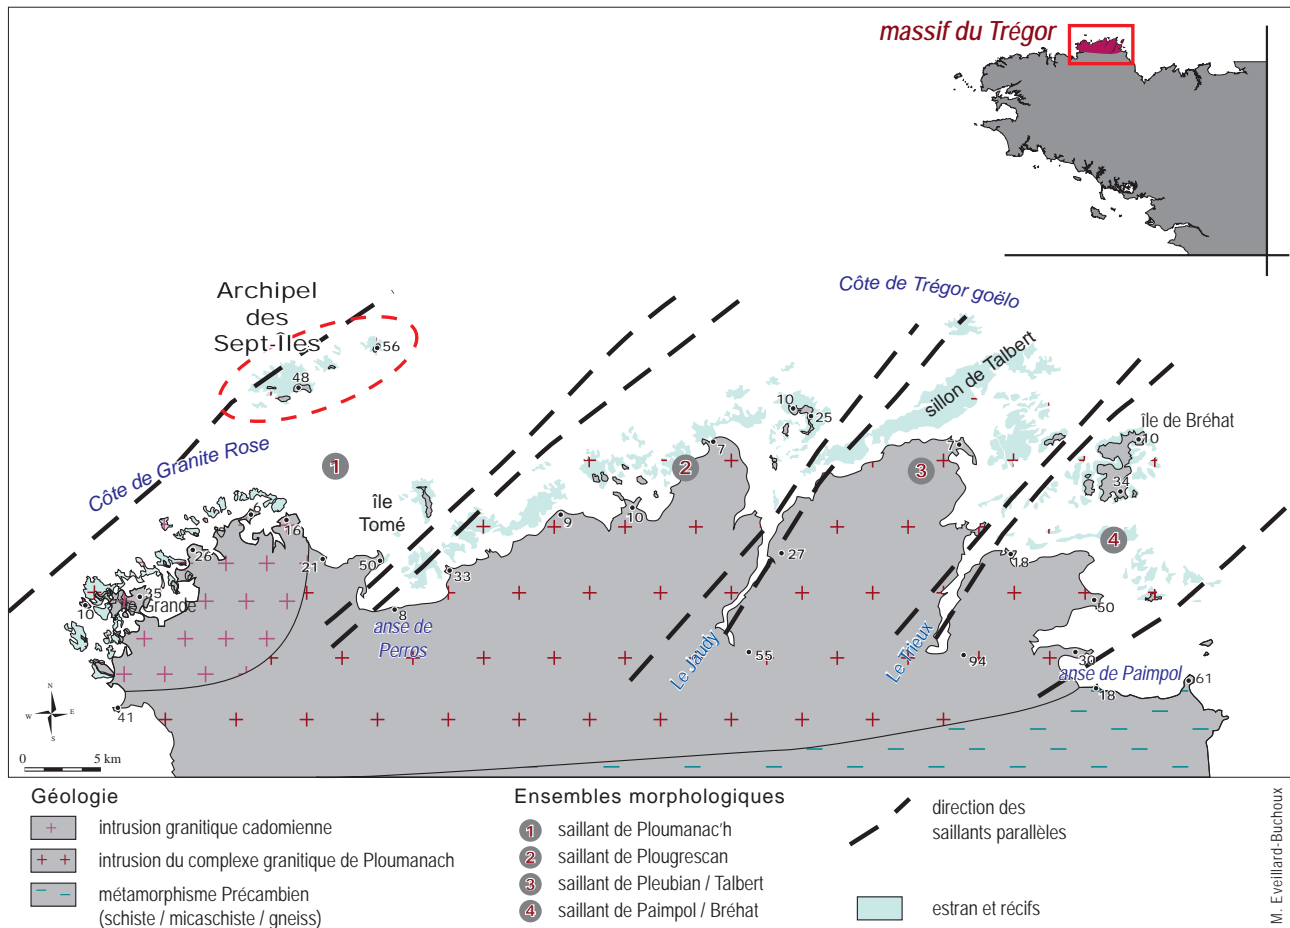 massif du Trégor
Archipel
des
Sept-Îles
56
48
Côte de Granite Rose
Côte de Trégor goëlo
sillon de Talbert
île de Bréhat
10
34
10
25
7
7
1
2
3
4
île
Tomé
6
16
26
21
50
35
10
île Grande
33
9
10
27
18
50
8
anse de
Perros
Le Jaudy
55
Le Trieux
94
30
anse de Paimpol
18
61
41
N
W
E
S
0
5 km
Géologie
intrusion granitique cadomienne
intrusion du complexe granitique de Ploumanach
métamorphisme Précambien
(schiste / micaschiste / gneiss)
Ensembles morphologiques
1 saillant de Ploumanac'h
2 saillant de Plougrescan
3 saillant de Pleubian / Talbert
4 saillant de Paimpol / Bréhat
direction des
saillants parallèles
estran et récifs
M. Eveillard-Buchoux